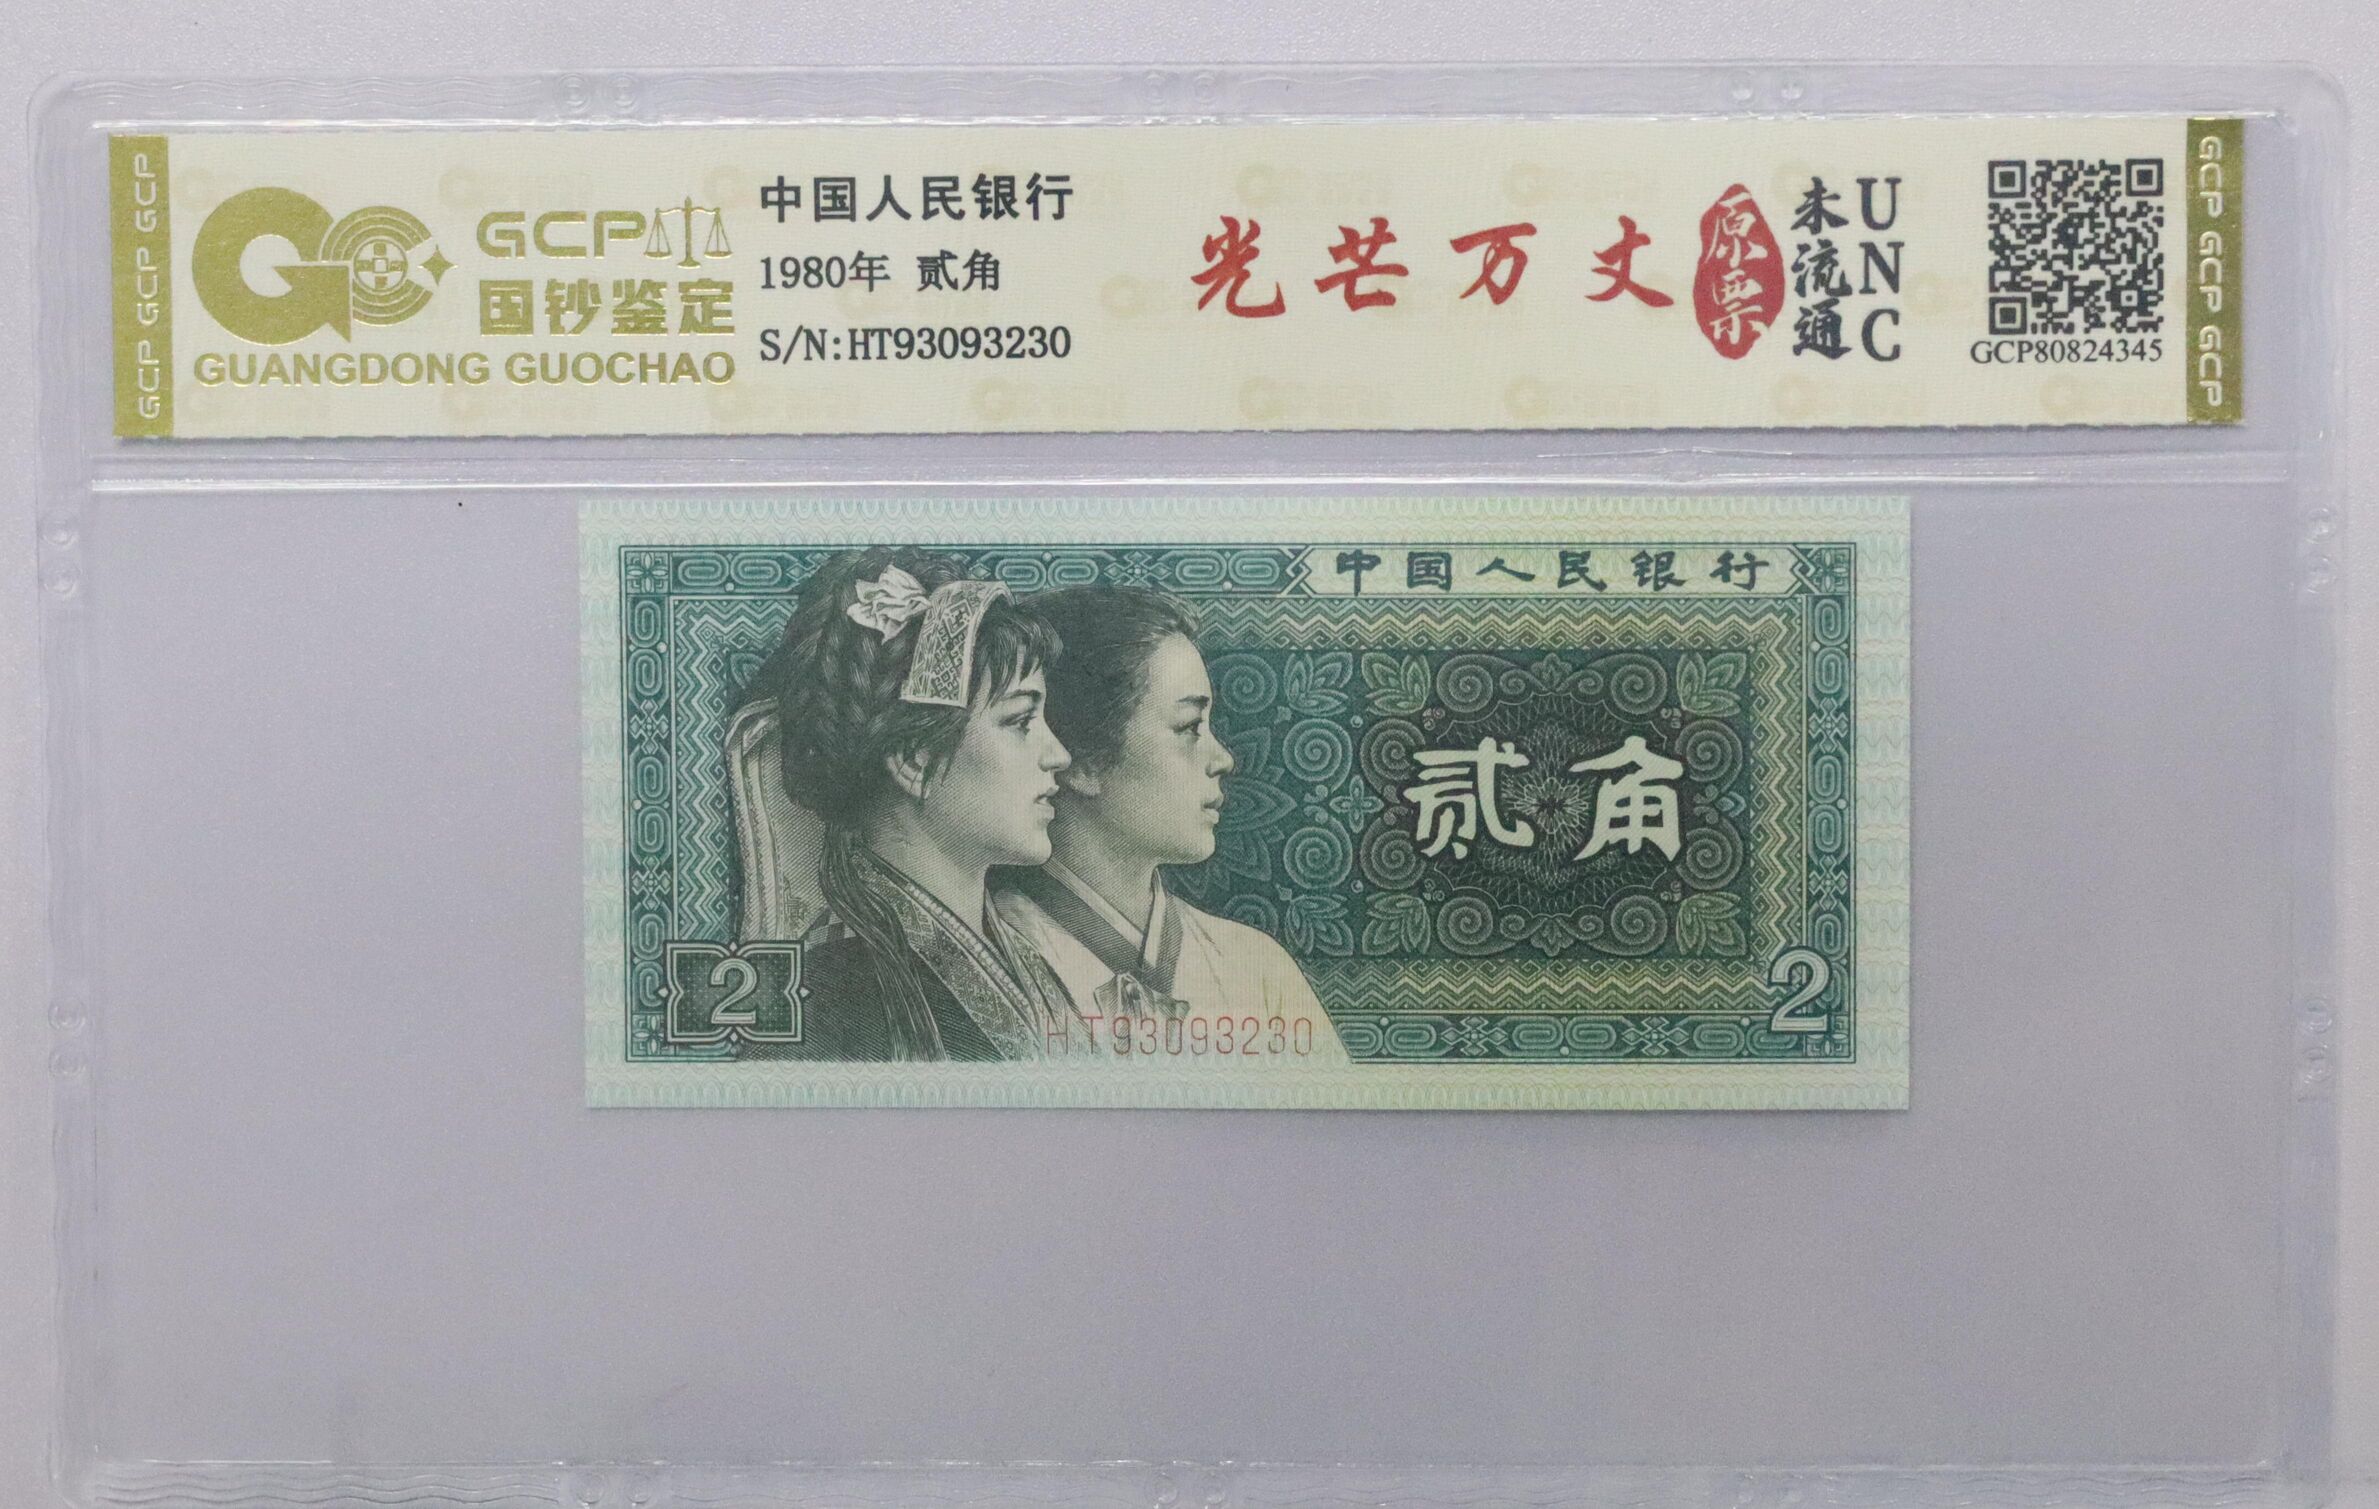 GCP GCP GCP
GCP
国钞鉴定
GUANGDONG GUOCHAO
中国人民银行
1980年 贰角
S/N:HT93093230
光芒万丈
原票
未流通
UNC
GCP80824345
GCP GCP GCP
中国人民银行
贰角
2
2
HT93093230